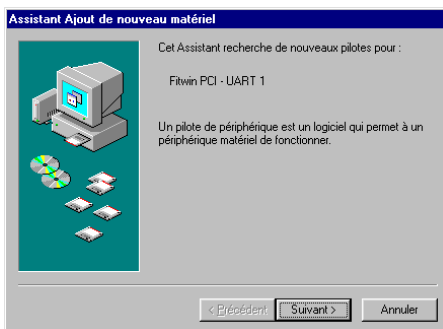 Assistant Ajout de nouveau matériel
Cet Assistant recherche de nouveaux pilotes pour :
Fitwin PCI - UART 1
Un pilote de périphérique est un logiciel qui permet à un
périphérique matériel de fonctionner.
< Précédent Suivant > Annuler